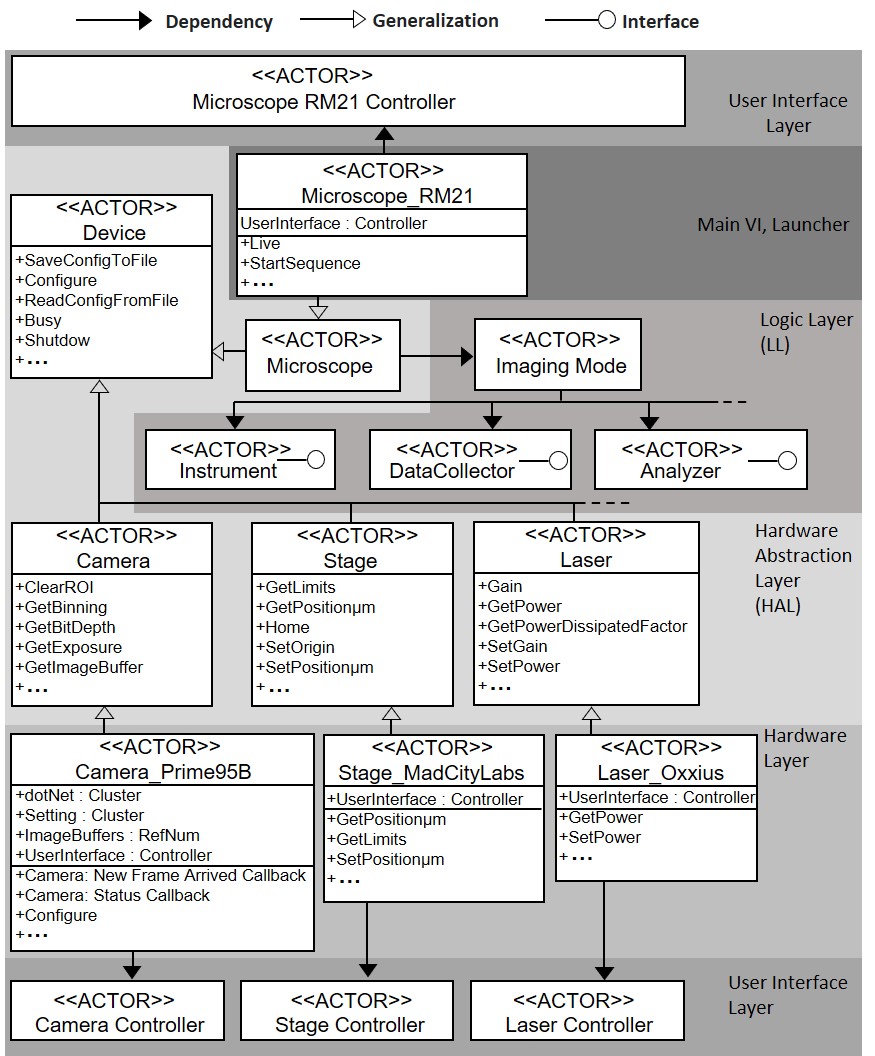 Dependency
Generalization
Interface
<<ACTOR>>
Microscope RM21 Controller
User Interface
Layer
<<ACTOR>>
Microscope_RM21
UserInterface : Controller
+Live
+StartSequence
+...
Main VI, Launcher
<<ACTOR>>
Device
+SaveConfigToFile
+Configure
+ReadConfigFromFile
+Busy
+Shutdow
+...
<<ACTOR>>
Microscope
<<ACTOR>>
Imaging Mode
Logic Layer
(LL)
<<ACTOR>>
Instrument
<<ACTOR>>
DataCollector
<<ACTOR>>
Analyzer
<<ACTOR>>
Camera
+ClearROI
+GetBinning
+GetBitDepth
+GetExposure
+GetImageBuffer
+...
<<ACTOR>>
Stage
+GetLimits
+GetPositionµm
+Home
+SetOrigin
+SetPositionµm
+...
<<ACTOR>>
Laser
+Gain
+GetPower
+GetPowerDissipatedFactor
+SetGain
+SetPower
+...
Hardware
Abstraction
Layer
(HAL)
<<ACTOR>>
Camera_Prime95B
+dotNet : Cluster
+Setting : Cluster
+ImageBuffers : RefNum
+UserInterface : Controller
+Camera: New Frame Arrived Callback
+Camera: Status Callback
+Configure
+...
<<ACTOR>>
Stage_MadCityLabs
+UserInterface : Controller
+GetPositionµm
+GetLimits
+SetPositionµm
+...
<<ACTOR>>
Laser_Oxxius
+UserInterface : Controller
+GetPower
+SetPower
+...
Hardware
Layer
<<ACTOR>>
Camera Controller
<<ACTOR>>
Stage Controller
<<ACTOR>>
Laser Controller
User Interface
Layer